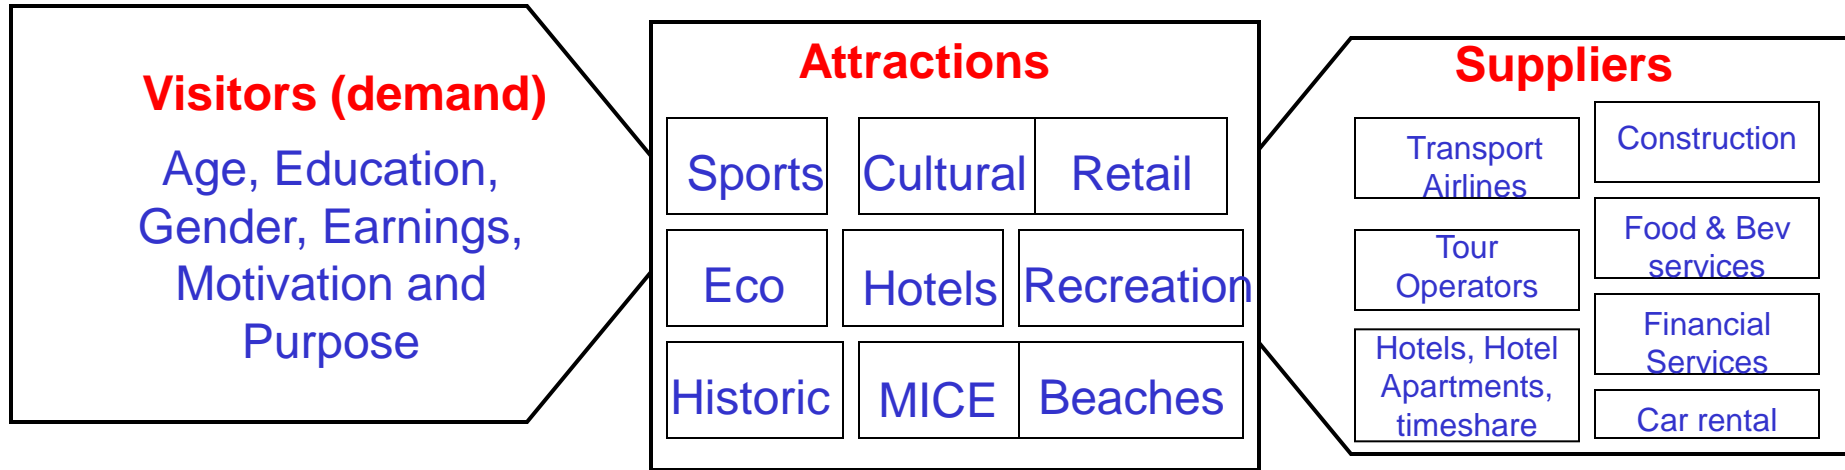 Visitors (demand)
Age, Education,
Gender, Earnings,
Motivation and
Purpose
Attractions
Sports
Cultural
Retail
Eco
Hotels
Recreation
Historic
MICE
Beaches
Suppliers
Transport
Airlines
Construction
Tour
Operators
Food & Bev
services
Hotels, Hotel
Apartments,
timeshare
Financial
Services
Car rental